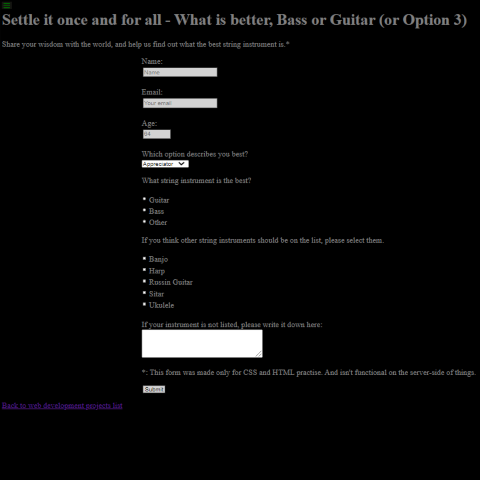 Settle it once and for all - What is better, Bass or Guitar (or Option 3)
Share your wisdom with the world, and help us find out what the best string instrument is.*
Name:
Name
Email:
Your email
Age:
64
Which option describes you best?
Appreciator
What string instrument is the best?
Guitar
Bass
Other
If you think other string instruments should be on the list, please select them.
Banjo
Harp
Russin Guitar
Sitar
Ukulele
If your instrument is not listed, please write it down here:
*: This form was made only for CSS and HTML practise. And isn't functional on the server-side of things.
Submit
Back to web development projects list